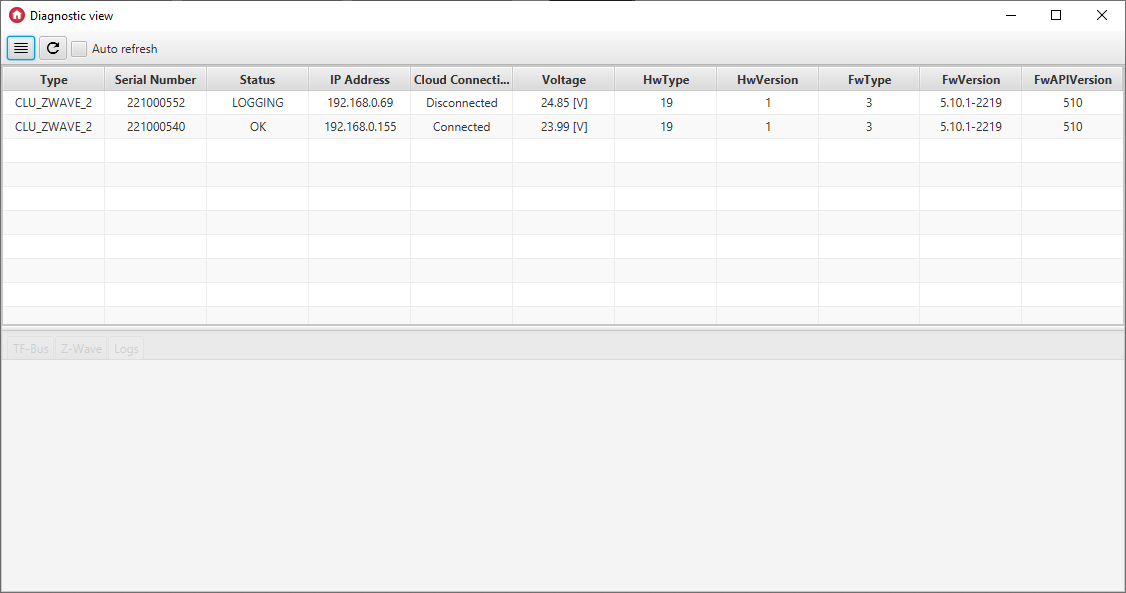 Diagnostic view
Auto refresh
Type Serial Number Status IP Address Cloud Connecti... Voltage HwType HwVersion FwType FwVersion FwAPIVersion
CLU_ZWAVE_2 221000552 LOGGING 192.168.0.69 Disconnected 24.85 [V] 19 1 3 5.10.1-2219 510
CLU_ZWAVE_2 221000540 OK 192.168.0.155 Connected 23.99 [V] 19 1 3 5.10.1-2219 510
TF-Bus Z-Wave Logs